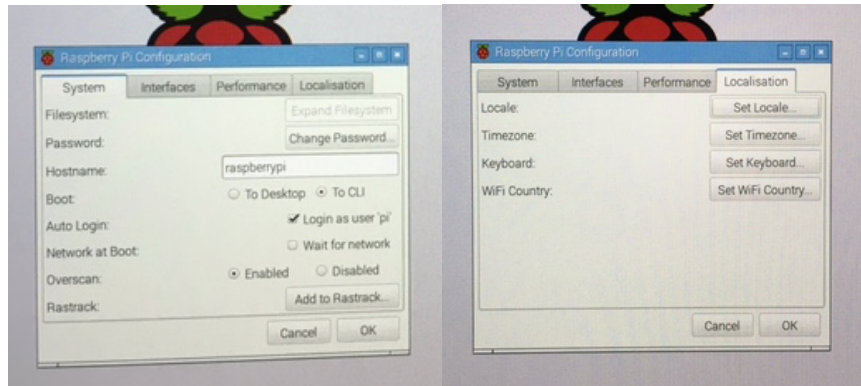 Raspberry Pi Configuration
System Interfaces Performance Localisation
Filesystem: Expand Filesystem
Password: Change Password...
Hostname: raspberrypi
Boot: To Desktop To CLI
Auto Login: Login as user 'pi'
Network at Boot: Wait for network
Overscan: Enabled Disabled
Rastrack: Add to Rastrack...
Cancel OK
Raspberry Pi Configuration
System Interfaces Performance Localisation
Locale: Set Locale...
Timezone: Set Timezone...
Keyboard: Set Keyboard...
WiFi Country: Set WiFi Country...
Cancel OK